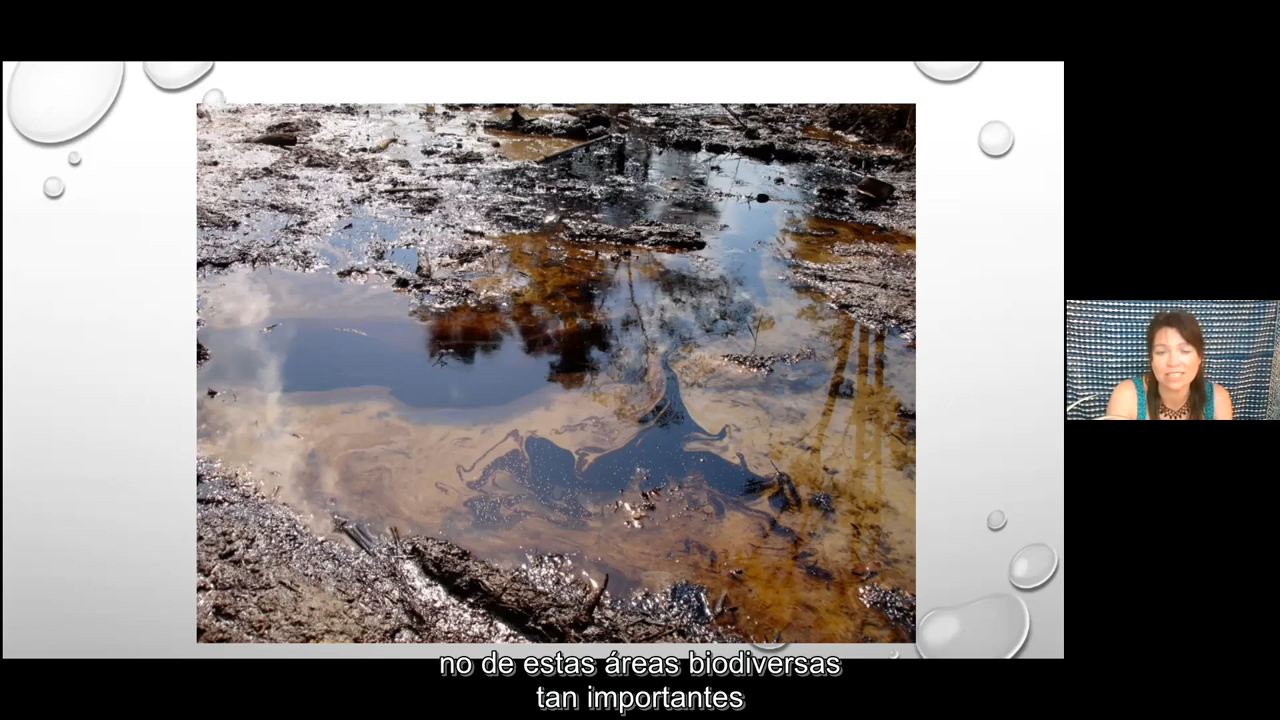 no de estas áreas biodiversas
tan importantes